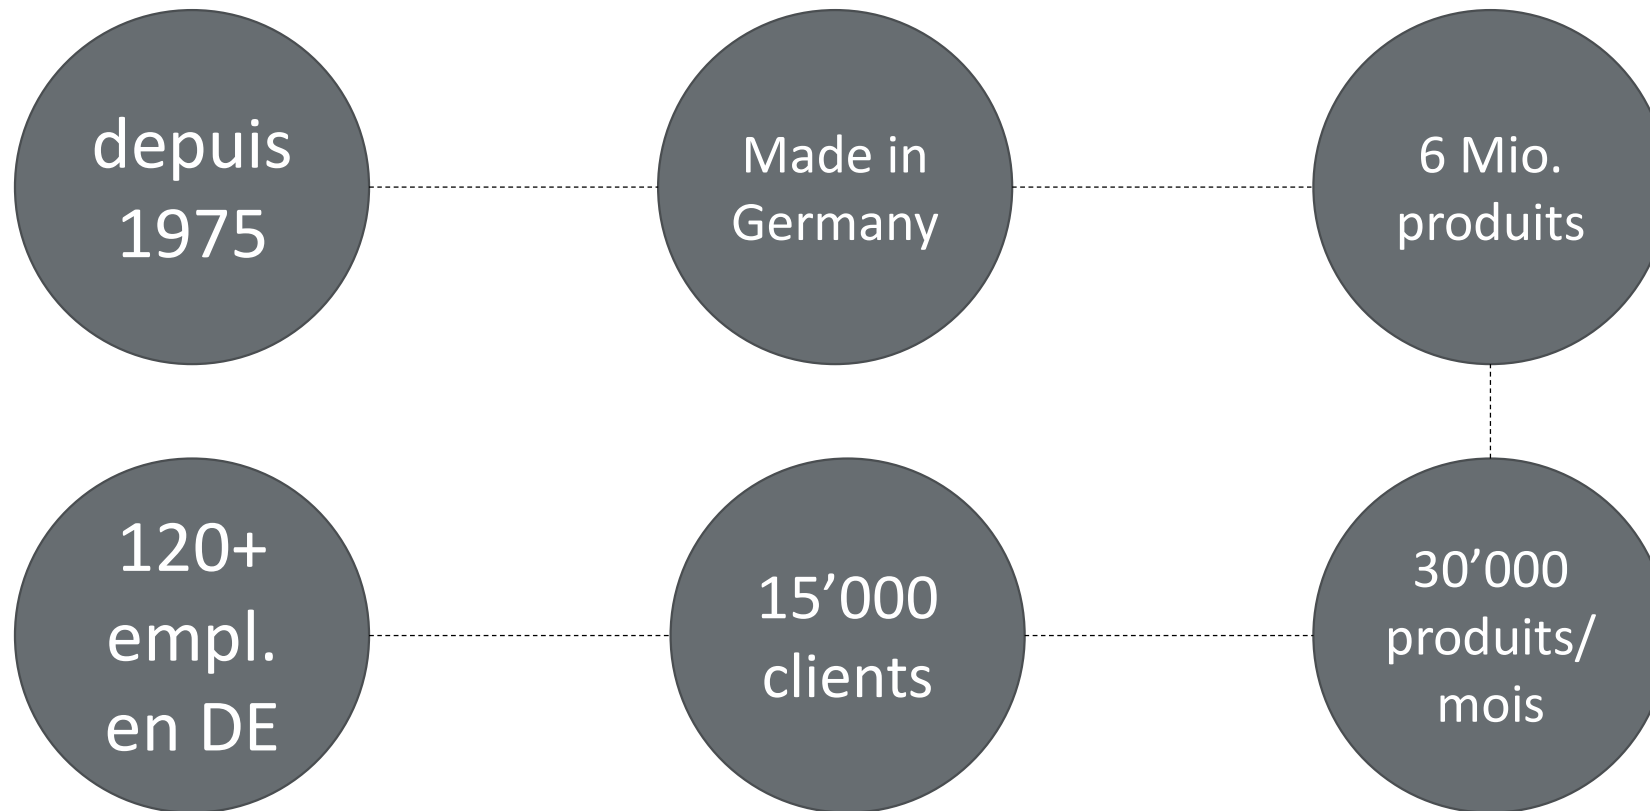 depuis
1975
Made in
Germany
6 Mio.
produits
120+
empl.
en DE
15’000
clients
30’000
produits/
mois